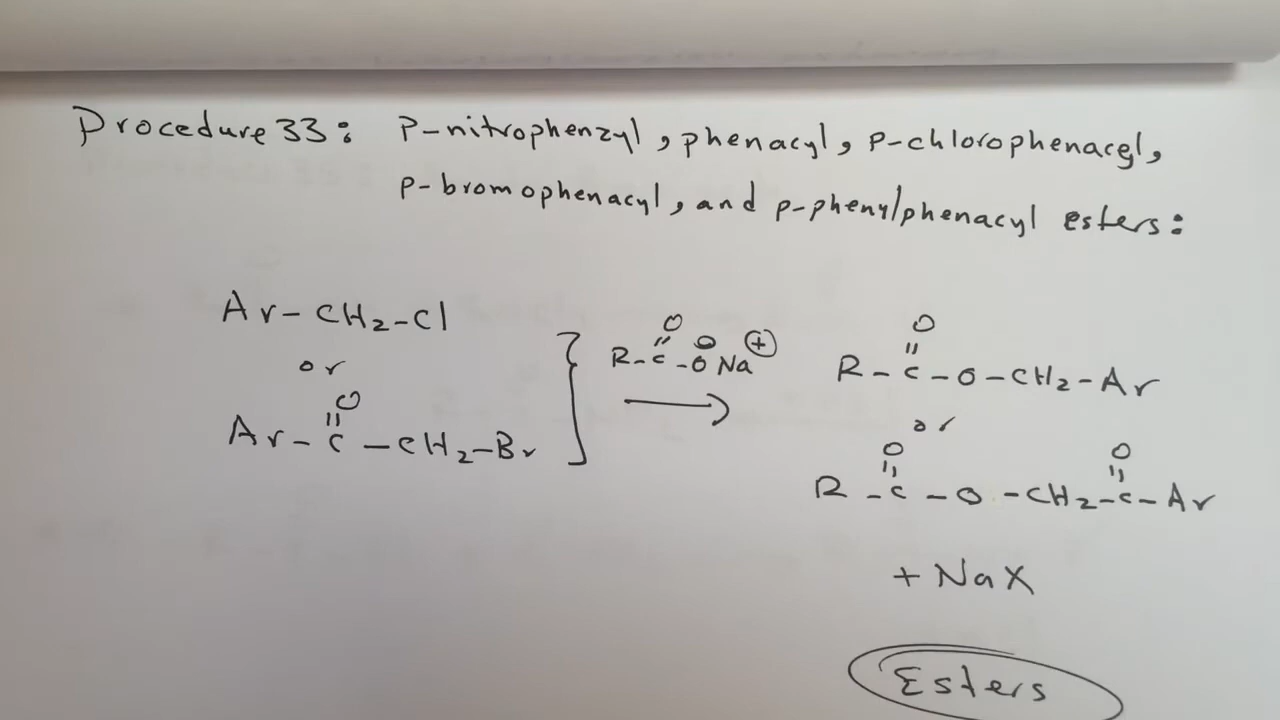 Procedure 33: P-nitrophenzyl, phenacyl, p-chlorophenacyl,
p-bromophenacyl, and p-phenylphenacyl esters:
Ar-CH₂-Cl
or
O
Ar-C-CH₂-Br
O
R-C-O⊖ Na⊕
O
R-C-O-CH₂-Ar
or
O O
R-C-O-CH₂-C-Ar
+ NaX
Esters